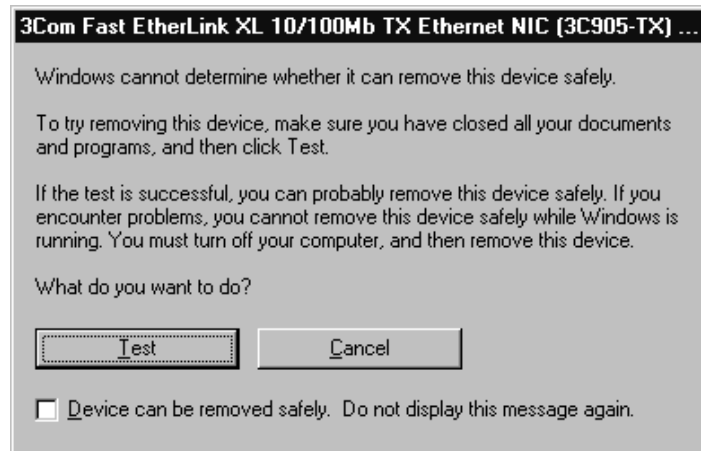 3Com Fast EtherLink XL 10/100Mb TX Ethernet NIC (3C905-TX) ...
Windows cannot determine whether it can remove this device safely.
To try removing this device, make sure you have closed all your documents
and programs, and then click Test.
If the test is successful, you can probably remove this device safely. If you
encounter problems, you cannot remove this device safely while Windows is
running. You must turn off your computer, and then remove this device.
What do you want to do?
Test
Cancel
Device can be removed safely. Do not display this message again.